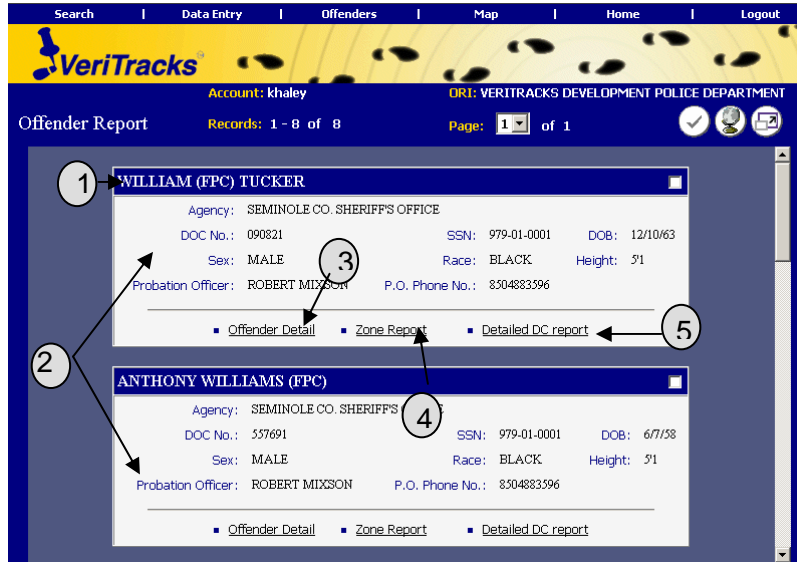 Search | Data Entry | Offenders | Map | Home | Logout
VeriTracks®
Account: khaley ORI: VERITRACKS DEVELOPMENT POLICE DEPARTMENT
Offender Report Records: 1 - 8 of 8 Page: 1 of 1
1 WILLIAM (FPC) TUCKER
Agency: SEMINOLE CO. SHERIFF'S OFFICE
DOC No.: 090821 SSN: 979-01-0001 DOB: 12/10/63
Sex: MALE 3 Race: BLACK Height: 5'1
Probation Officer: ROBERT MIXSON P.O. Phone No.: 8504883596
Offender Detail Zone Report Detailed DC report 5
2
ANTHONY WILLIAMS (FPC)
4
Agency: SEMINOLE CO. SHERIFF'S
DOC No.: 557691 SSN: 979-01-0001 DOB: 6/7/58
Sex: MALE Race: BLACK Height: 5'1
Probation Officer: ROBERT MIXSON P.O. Phone No.: 8504883596
Offender Detail Zone Report Detailed DC report